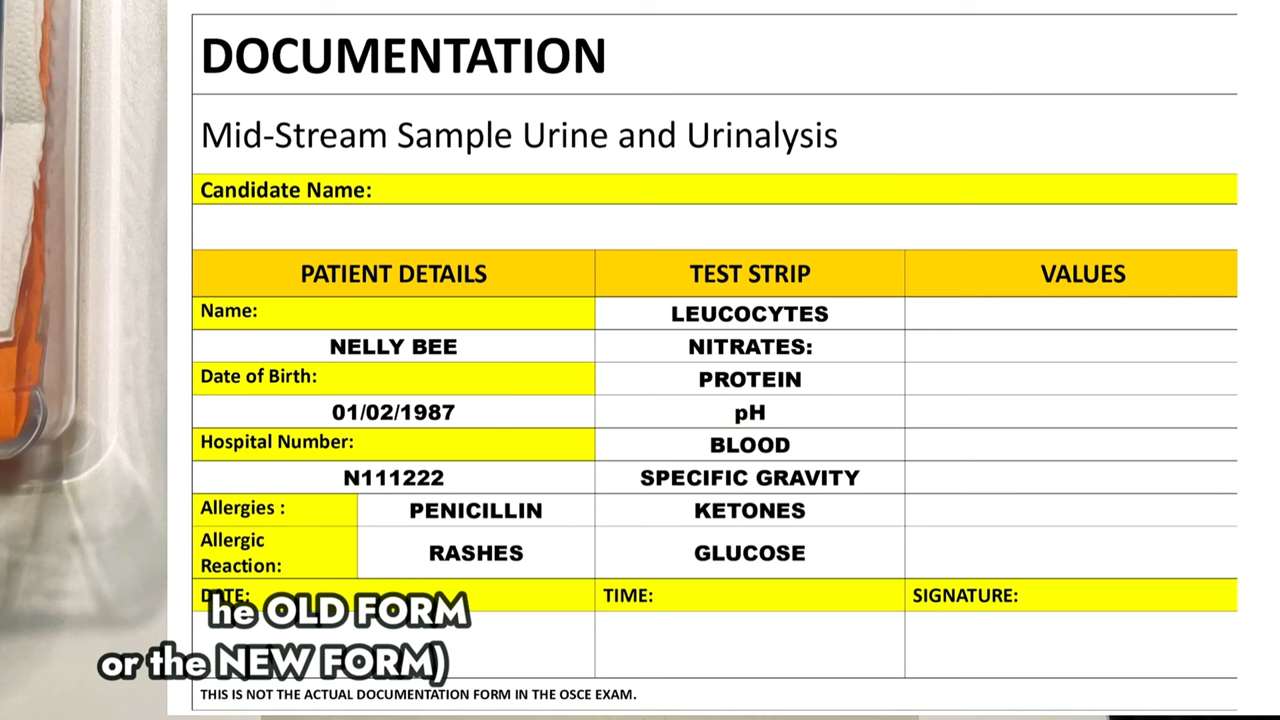 DOCUMENTATION
Mid-Stream Sample Urine and Urinalysis
Candidate Name:
PATIENT DETAILS TEST STRIP VALUES
Name: LEUCOCYTES
NELLY BEE NITRATES:
Date of Birth: PROTEIN
01/02/1987 pH
Hospital Number: BLOOD
N111222 SPECIFIC GRAVITY
Allergies : PENICILLIN KETONES
Allergic
Reaction: RASHES GLUCOSE
DATE: TIME: SIGNATURE:
he OLD FORM
or the NEW FORM)
THIS IS NOT THE ACTUAL DOCUMENTATION FORM IN THE OSCE EXAM.